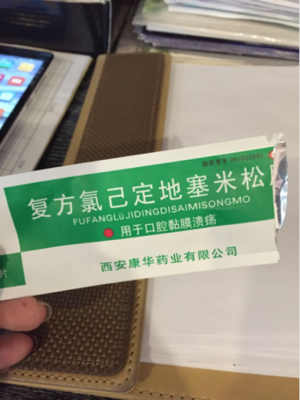 复方氯己定地塞米松
FUFANGLüJIDINGDISAIMISONGMO
用于口腔黏膜溃疡
西安康华药业有限公司
片